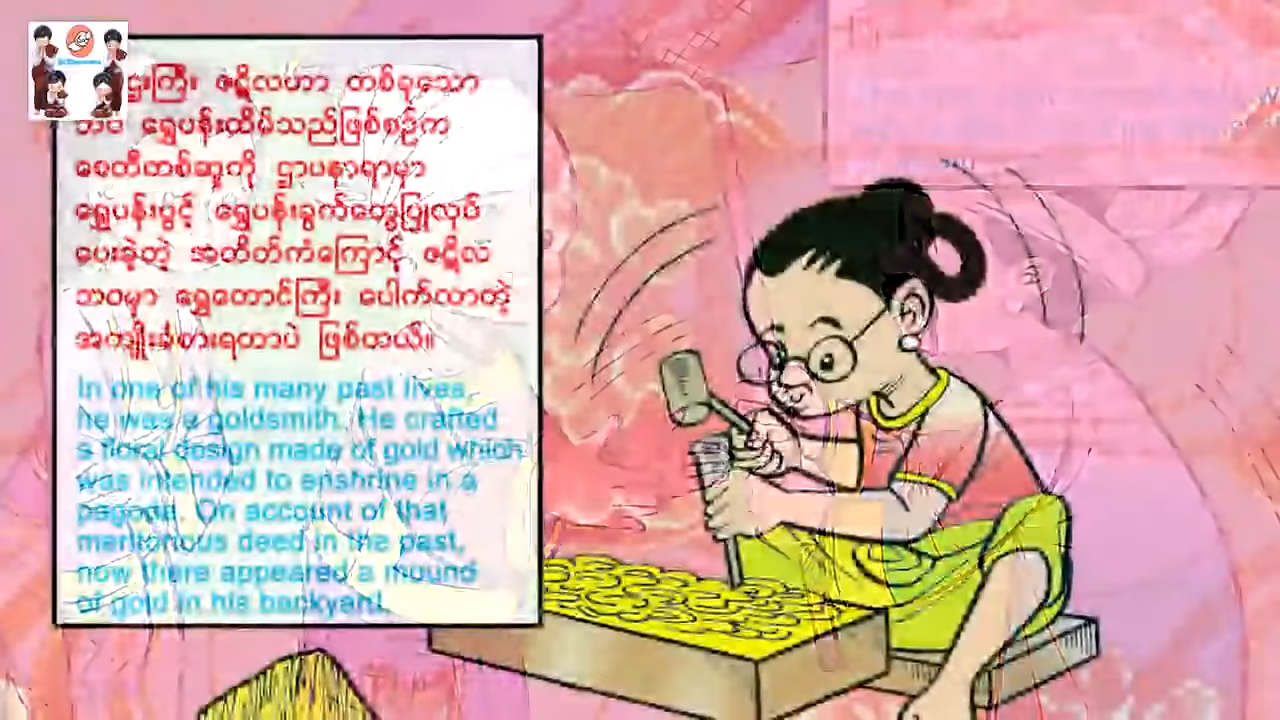 ဌေးကြီး ဇဋိလဟာ တစ်ခုသော
ဘဝ ရွှေပန်းထိမ်သည်ဖြစ်စဉ်က
စေတီတစ်ဆူကို ဌာပနာရာမှာ
ရွှေပန်းပွင့် ရွှေပန်းခွက်တွေပြုလုပ်
ပေးခဲ့တဲ့ အတိတ်ကံကြောင့် ဇဋိလ
ဘဝမှာ ရွှေတောင်ကြီး ပေါက်လာတဲ့
အကျိုးခံစားရတာပဲ ဖြစ်တယ်။
In one of his many past lives,
he was a goldsmith. He crafted
s floral design made of gold which
was intended to enshrine in a
pagoda. On account of that
meritorious deed in the past,
now there appeared a mound
of gold in his backyard.